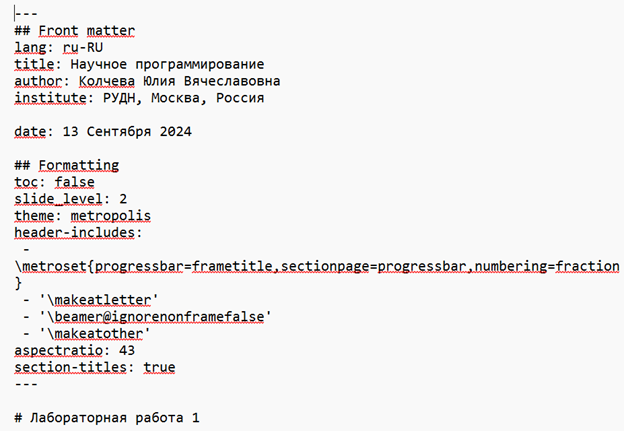 ---
## Front matter
lang: ru-RU
title: Научное программирование
author: Колчева Юлия Вячеславовна
institute: РУДН, Москва, Россия
date: 13 Сентября 2024
## Formatting
toc: false
slide_level: 2
theme: metropolis
header-includes:
-
\metroset{progressbar=frametitle,sectionpage=progressbar,numbering=fraction
}
- '\makeatletter'
- '\beamer@ignorenonframefalse'
- '\makeatother'
aspectratio: 43
section-titles: true
---
# Лабораторная работа 1